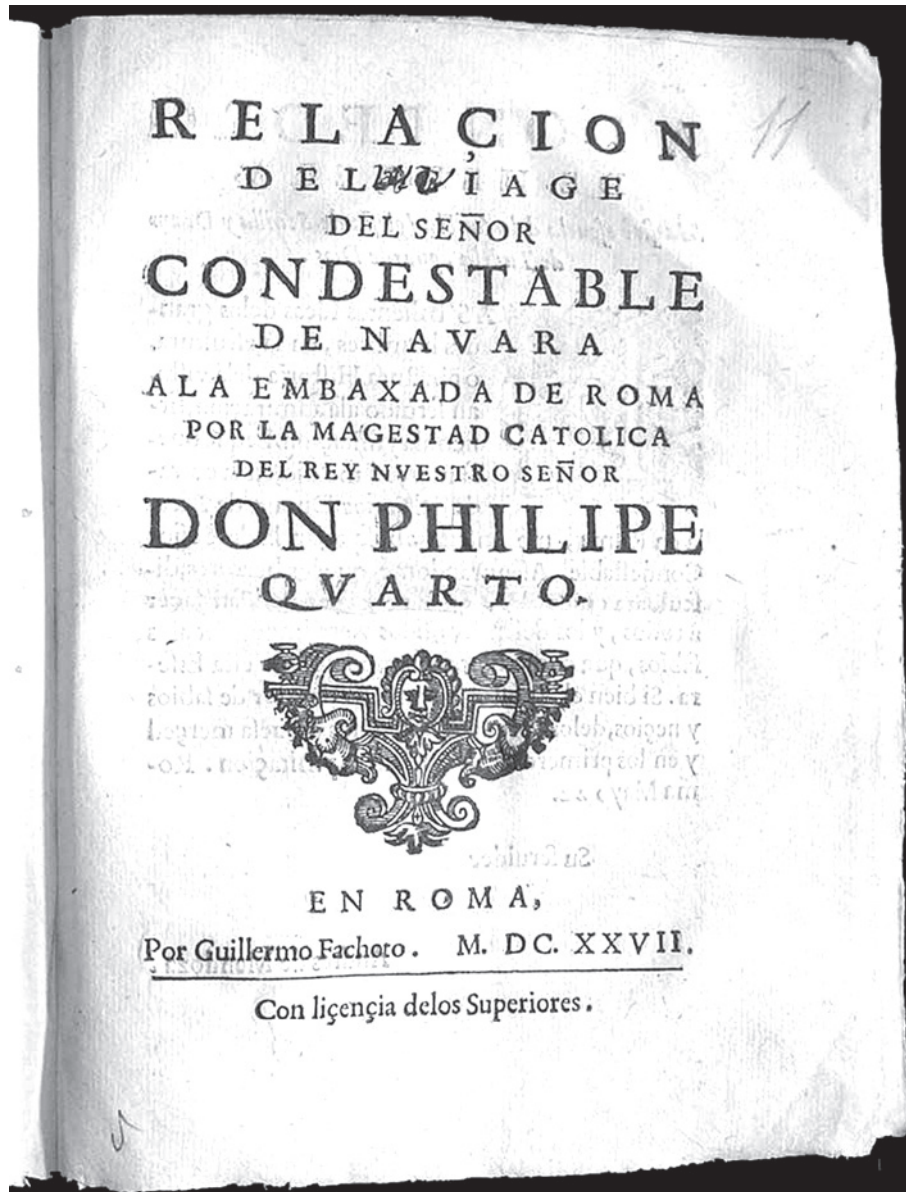 RELAÇION
11
DEL VIAGE
DEL SEÑOR
CONDESTABLE
DE NAVARA
ALA EMBAXADA DE ROMA
POR LA MAGESTAD CATOLICA
DEL REY NVESTRO SEÑOR
DON PHILIPE
QVARTO.
EN ROMA,
Por Guillermo Fachoto. M. DC. XXVII.
Con liçençia delos Superiores.